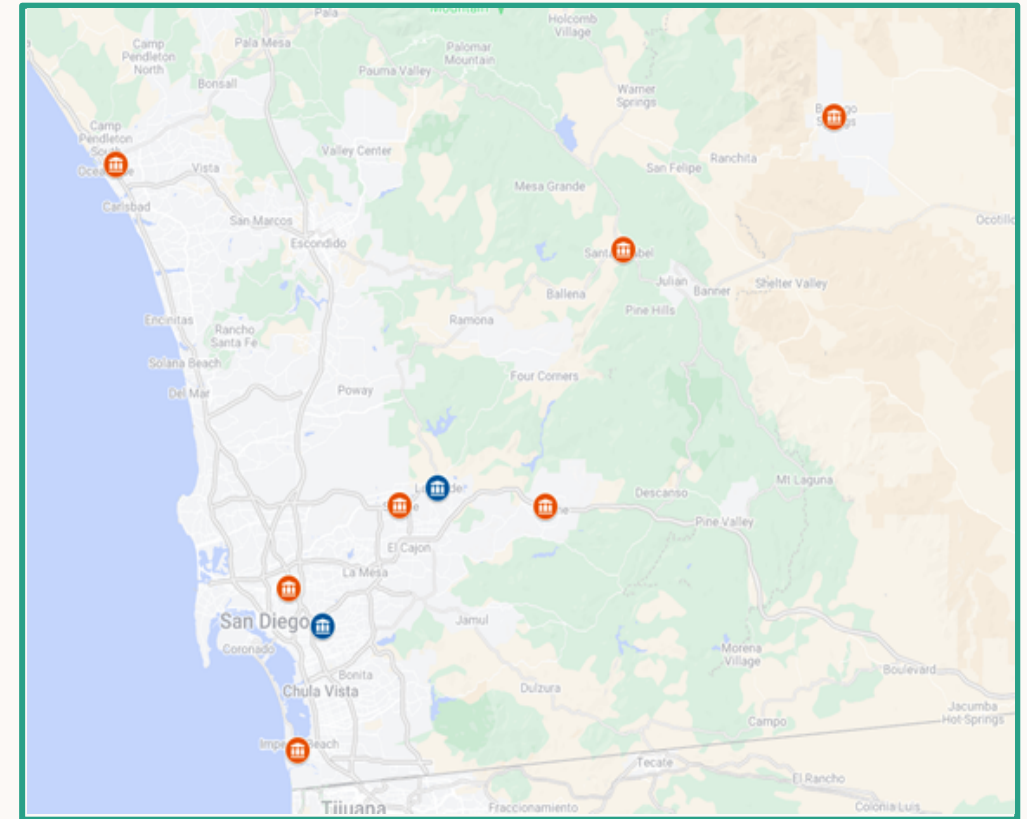 Mountain
Pala
Holcomb
Village
Camp
Pendleton
North
Pala Mesa
Palomar
Mountain
Pauma Valley
Bonsall
Warner
Springs
Camp
Pendleton
South
Valley Center
Vista
San Felipe
Ranchita
Mesa Grande
Carlsbad
San Marcos
Escondido
Ocotillo
Julian
Banner
Shelter Valley
Ballena
Pine Hills
Ramona
Encinitas
Rancho
Santa Fe
Solana Beach
Four Corners
Del Mar
Poway
Mt Laguna
Descanso
Pine Valley
El Cajon
La Mesa
San Diego
Jamul
Coronado
Morena
Village
Boulevard
Bonita
Chula Vista
Dulzura
Jacumba
Hot Springs
Campo
Beach
Tecate
El Rancho
Tijuana
Fraccionamiento
Colonia Luis